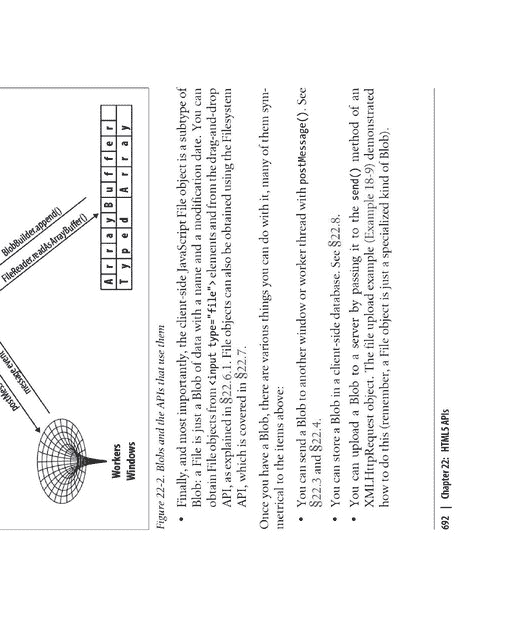 BlobBuilder.append()
FileReader.readAsArrayBuffer()
message even
ArrayBuffer
Typed Array
Workers
Windows
Figure 22-2. Blobs and the APIs that use them
• Finally, and most importantly, the client-side JavaScript File object is a subtype of
Blob: a File is just a Blob of data with a name and a modification date. You can
obtain File objects from <input type="file"> elements and from the drag-and-drop
API, as explained in §22.6.1. File objects can also be obtained using the Filesystem
API, which is covered in §22.7.
Once you have a Blob, there are various things you can do with it, many of them sym-
metrical to the items above:
• You can send a Blob to another window or worker thread with postMessage(). See
§22.3 and §22.4.
• You can store a Blob in a client-side database. See §22.8.
• You can upload a Blob to a server by passing it to the send() method of an
XMLHttpRequest object. The file upload example (Example 18-9) demonstrated
how to do this (remember, a File object is just a specialized kind of Blob).
692 | Chapter 22: HTML5 APIs